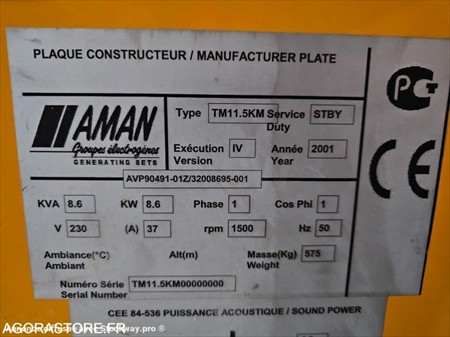 PLAQUE CONSTRUCTEUR / MANUFACTURER PLATE
AMAN
Groupes électrogènes
GENERATING SETS
Type TM11.5KM Service Duty STBY
Exécution Version IV Année Year 2001
AVP90491-01Z/32008695-001
KVA 8.6 KW 8.6 Phase 1 Cos Phi 1
V 230 (A) 37 rpm 1500 Hz 50
Ambiance(°C) Ambiant Alt(m) Masse(Kg) Weight 575
Numéro Série Serial Number TM11.5KM00000000
CEE 84-536 PUISSANCE ACOUSTIQUE / SOUND POWER
PCT
CE
AGORASTORE.FR